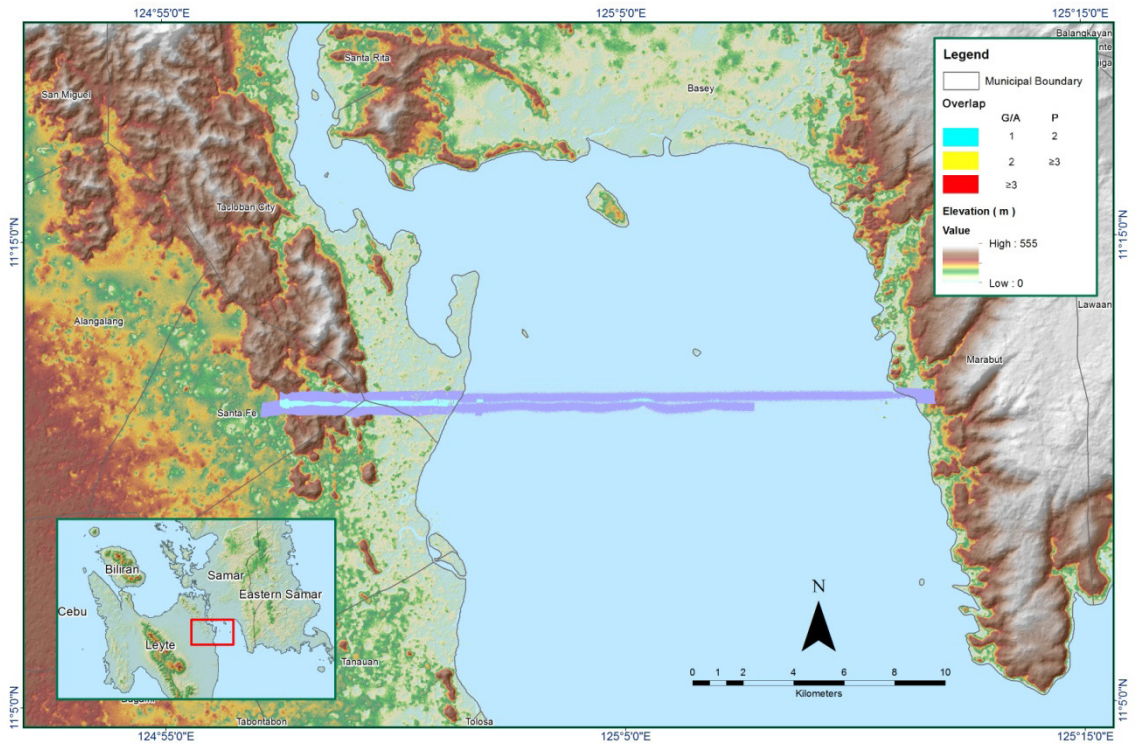 124°55'0"E
125°5'0"E
125°15'0"E
Balangkayan
Santa Rita
San Miguel
Basey
Legend
Municipal Boundary
Overlap
G/A P
1 2
2 ≥3
≥3
Elevation ( m )
Value
High : 555
Low : 0
Tacloban City
11°15'0"N
11°15'0"N
Lawaan
Alangalang
Marabut
Santa Fe
Biliran
Samar
Eastern Samar
Cebu
Leyte
N
Tanauan
0 1 2 4 6 8 10
Kilometers
Tabontabon
Tolosa
11°5'0"N
11°5'0"N
124°55'0"E
125°5'0"E
125°15'0"E